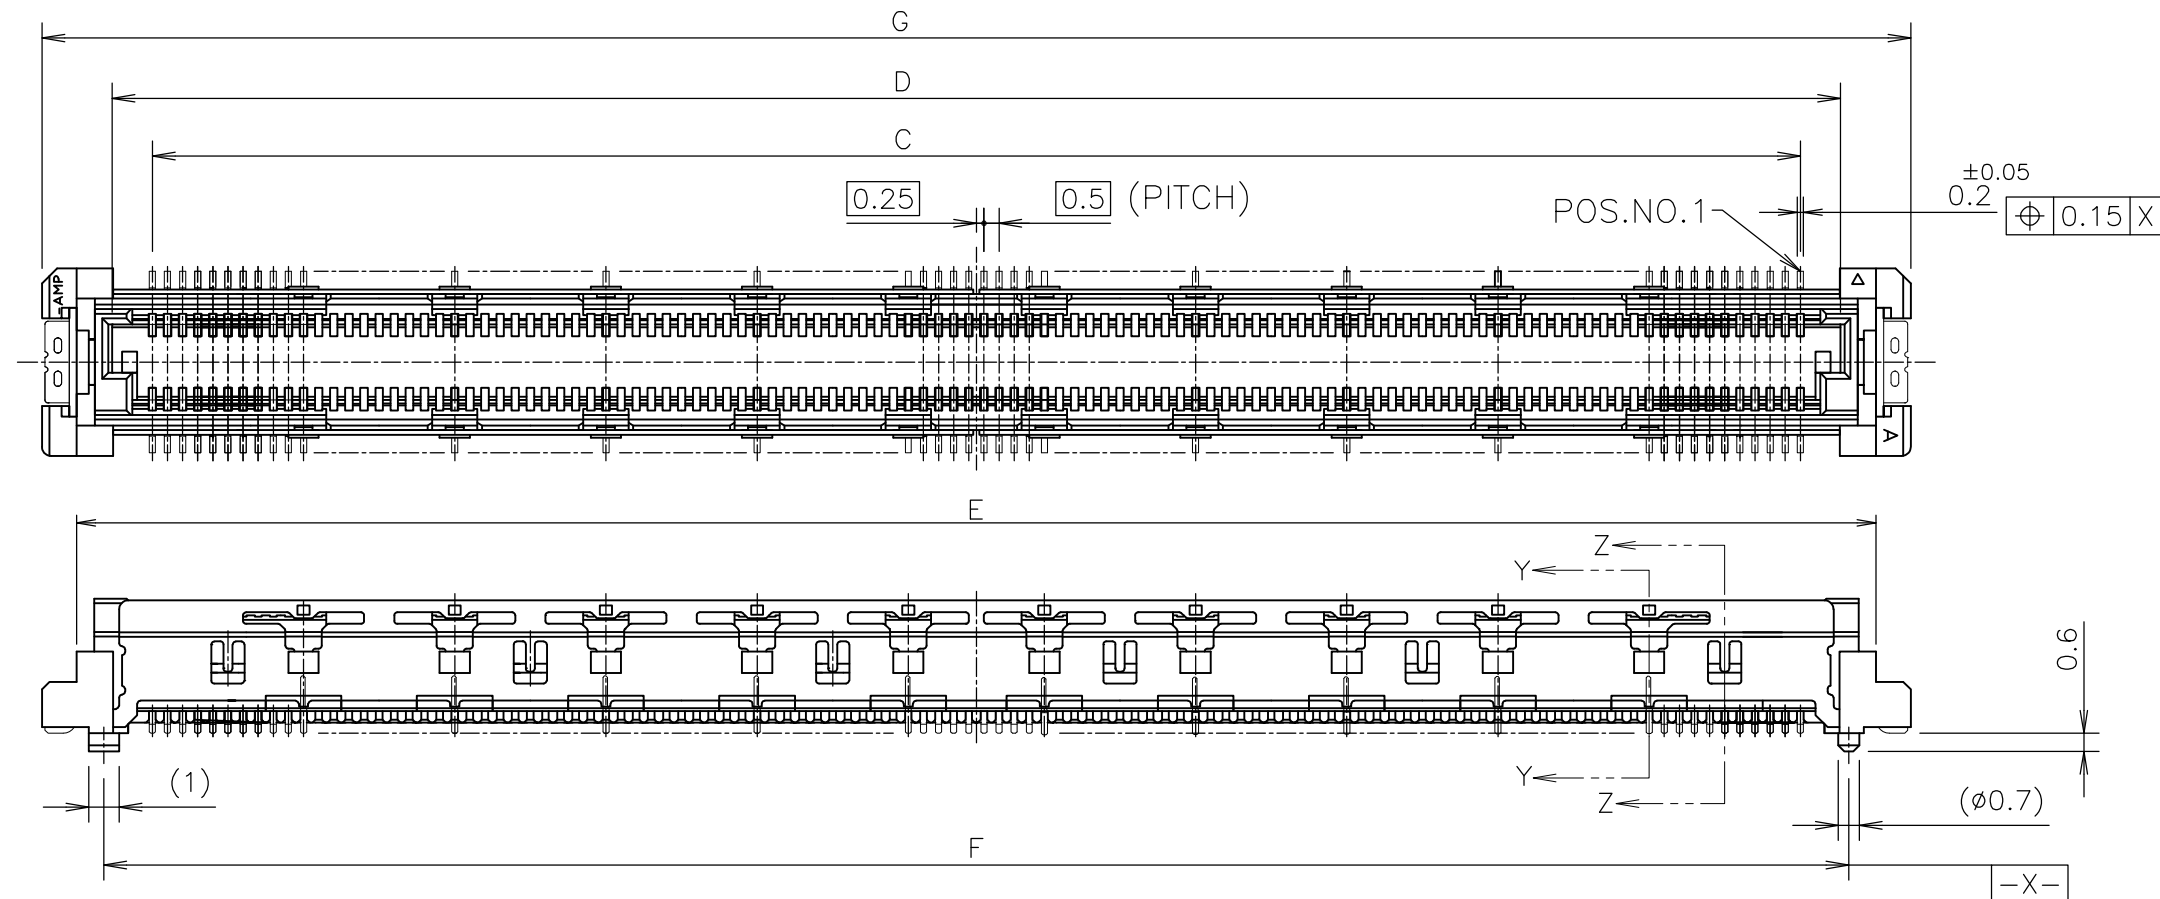 G
D
C
0.25
0.5 (PITCH)
POS.NO.1
±0.05
0.2
⌖ 0.15 X
AMP
△
A
E
Z
Y
0.6
(1)
Y
Z
(ø0.7)
F
-X-